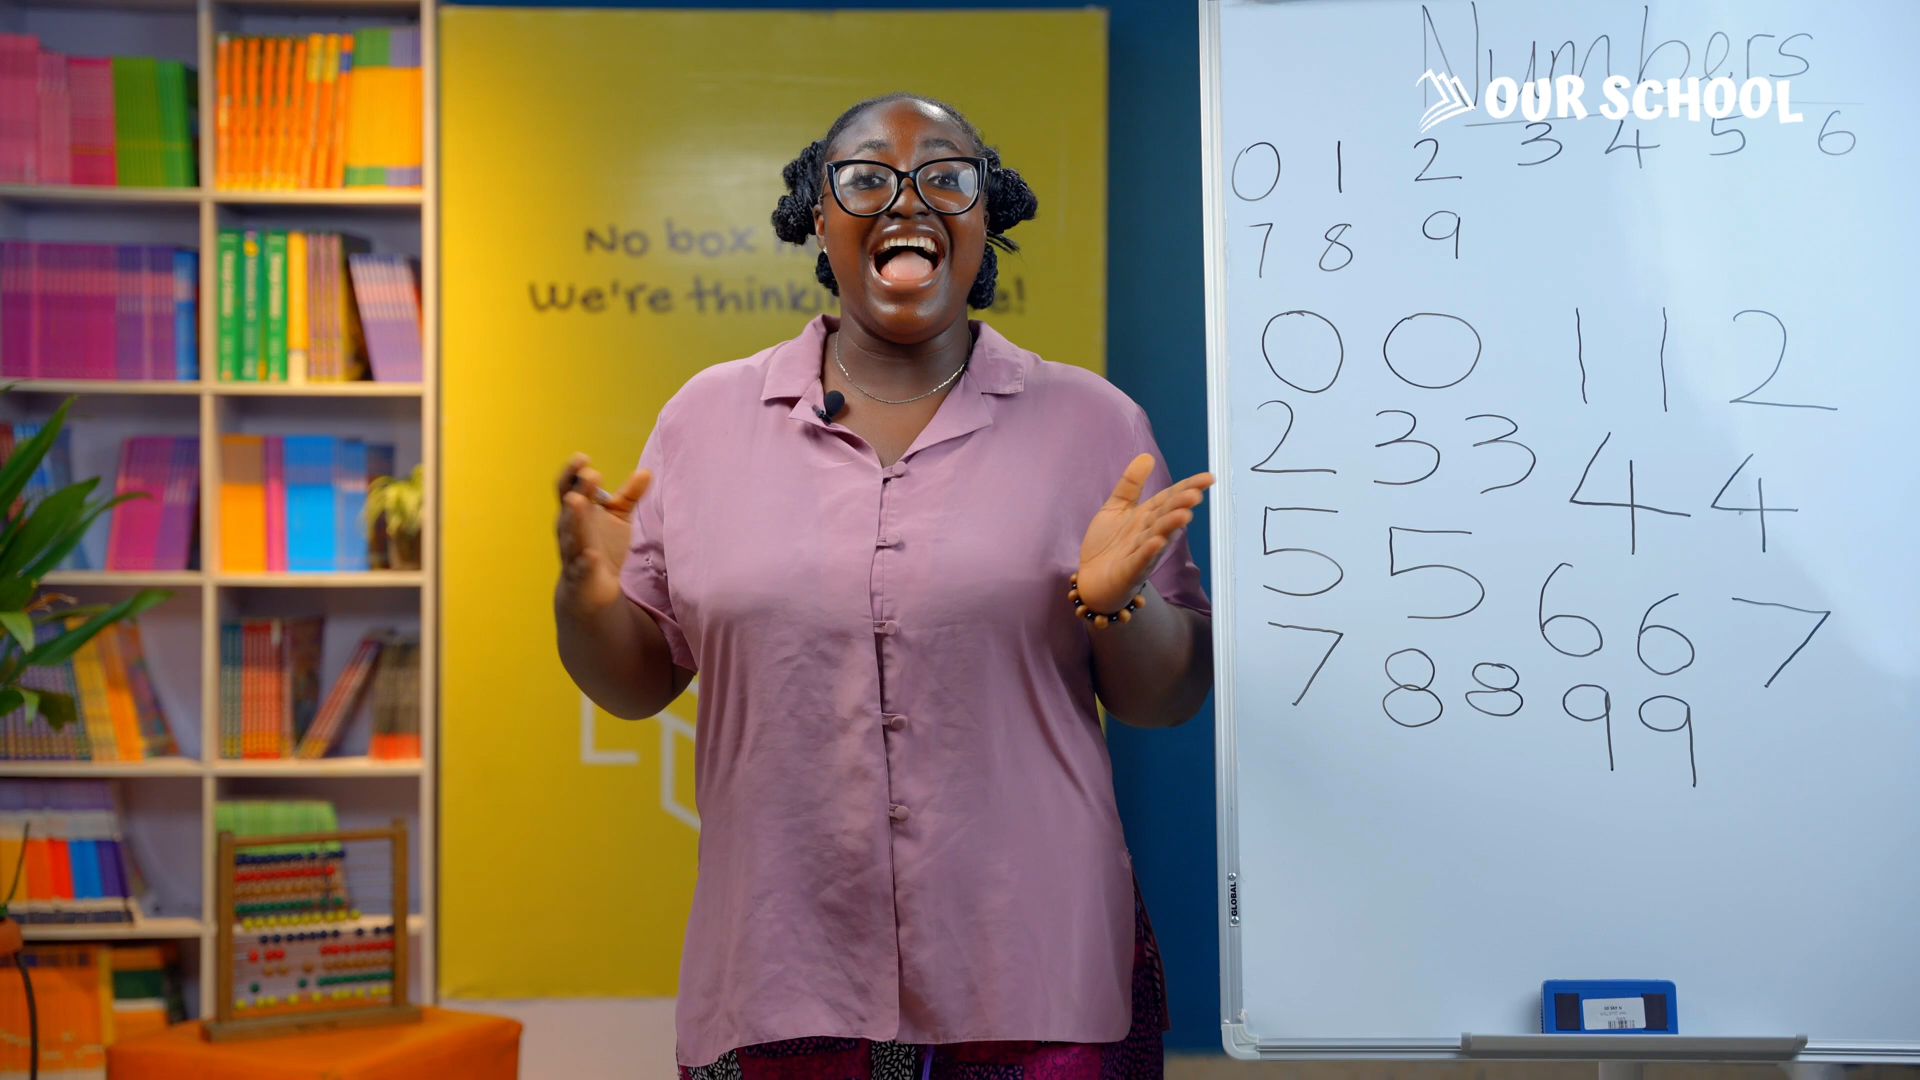 No box
We're
Numbers
OUR SCHOOL
0 1 2 3 4 5 6
7 8 9
0 0 1 1 2
2 3 3 4 4
5 5 6 6 7
7 8 8 9 9
GLOBAL